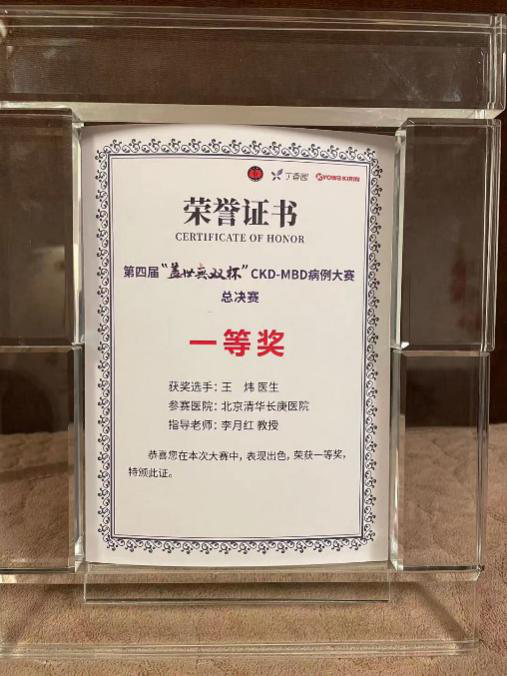 丁香园 KYOWA KIRIN
荣誉证书
CERTIFICATE OF HONOR
第四届“盖世无双杯”CKD-MBD病例大赛
总决赛
一等奖
获奖选手：王 炜 医生
参赛医院：北京清华长庚医院
指导老师：李月红 教授
恭喜您在本次大赛中，表现出色，荣获一等奖，
特颁此证。